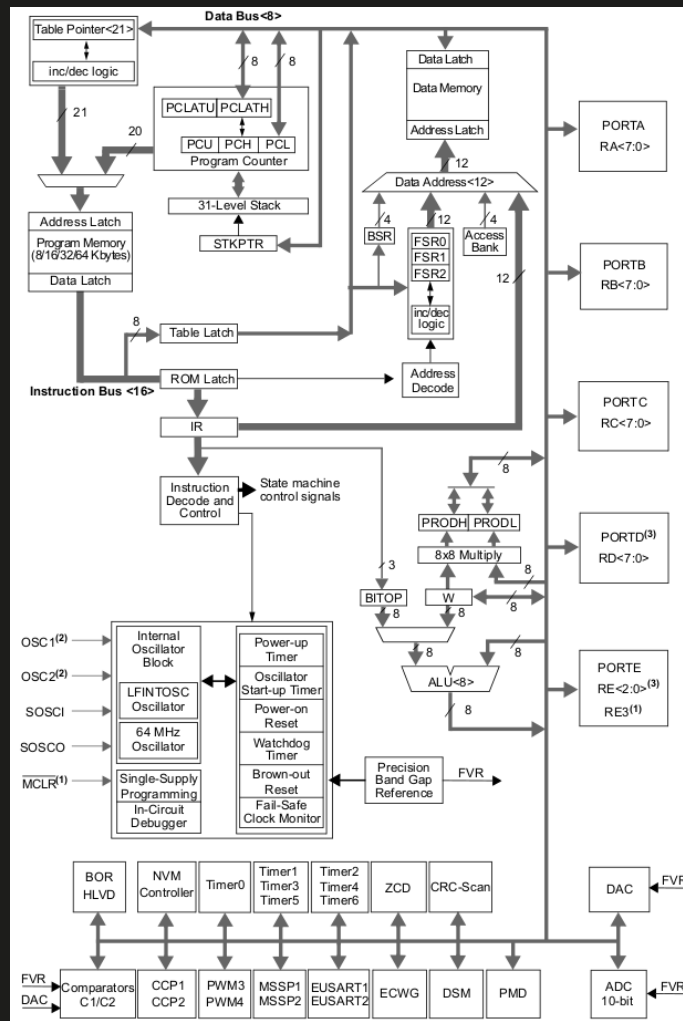 Data Bus<8>
Table Pointer<21>
inc/dec logic
21
20
8
8
PCLATU PCLATH
PCU PCH PCL
Program Counter
31-Level Stack
STKPTR
Data Latch
Data Memory
Address Latch
12
Data Address<12>
4
12
4
BSR
FSR0
FSR1
FSR2
inc/dec
logic
Access
Bank
12
Address Latch
Program Memory
(8/16/32/64 Kbytes)
Data Latch
8
Table Latch
Instruction Bus <16>
ROM Latch
Address
Decode
IR
Instruction
Decode and
Control
State machine
control signals
8
PRODH PRODL
8x8 Multiply
3
8
BITOP
W
8
8
8
8
8
ALU<8>
8
PORTA
RA<7:0>
PORTB
RB<7:0>
PORTC
RC<7:0>
PORTD(3)
RD<7:0>
PORTE
RE<2:0>(3)
RE3(1)
OSC1(2)
OSC2(2)
SOSCI
SOSCO
MCLR(1)
Internal
Oscillator
Block
LFINTOSC
Oscillator
64 MHz
Oscillator
Single-Supply
Programming
In-Circuit
Debugger
Power-up
Timer
Oscillator
Start-up Timer
Power-on
Reset
Watchdog
Timer
Brown-out
Reset
Fail-Safe
Clock Monitor
Precision
Band Gap
Reference
FVR
BOR
HLVD
NVM
Controller
Timer0
Timer1
Timer3
Timer5
Timer2
Timer4
Timer6
ZCD
CRC-Scan
DAC
FVR
FVR
DAC
Comparators
C1/C2
CCP1
CCP2
PWM3
PWM4
MSSP1
MSSP2
EUSART1
EUSART2
ECWG
DSM
PMD
ADC
10-bit
FVR